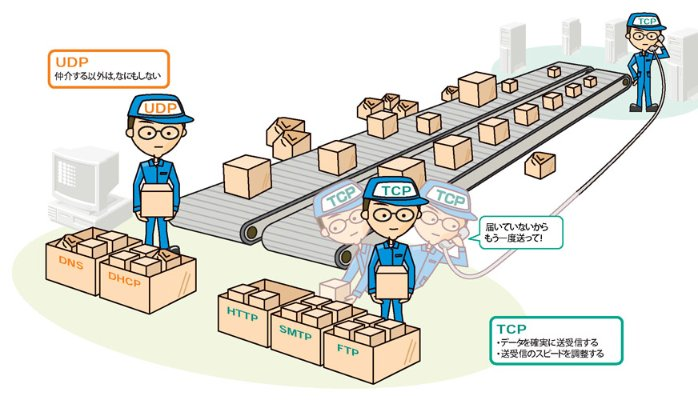 TCP
UDP
仲介する以外は,なにもしない
UDP
TCP
TCP
TCP
届いていないから
もう一度送って!
DNS
DHCP
HTTP
SMTP
FTP
TCP
・データを確実に送受信する
・送受信のスピードを調整する